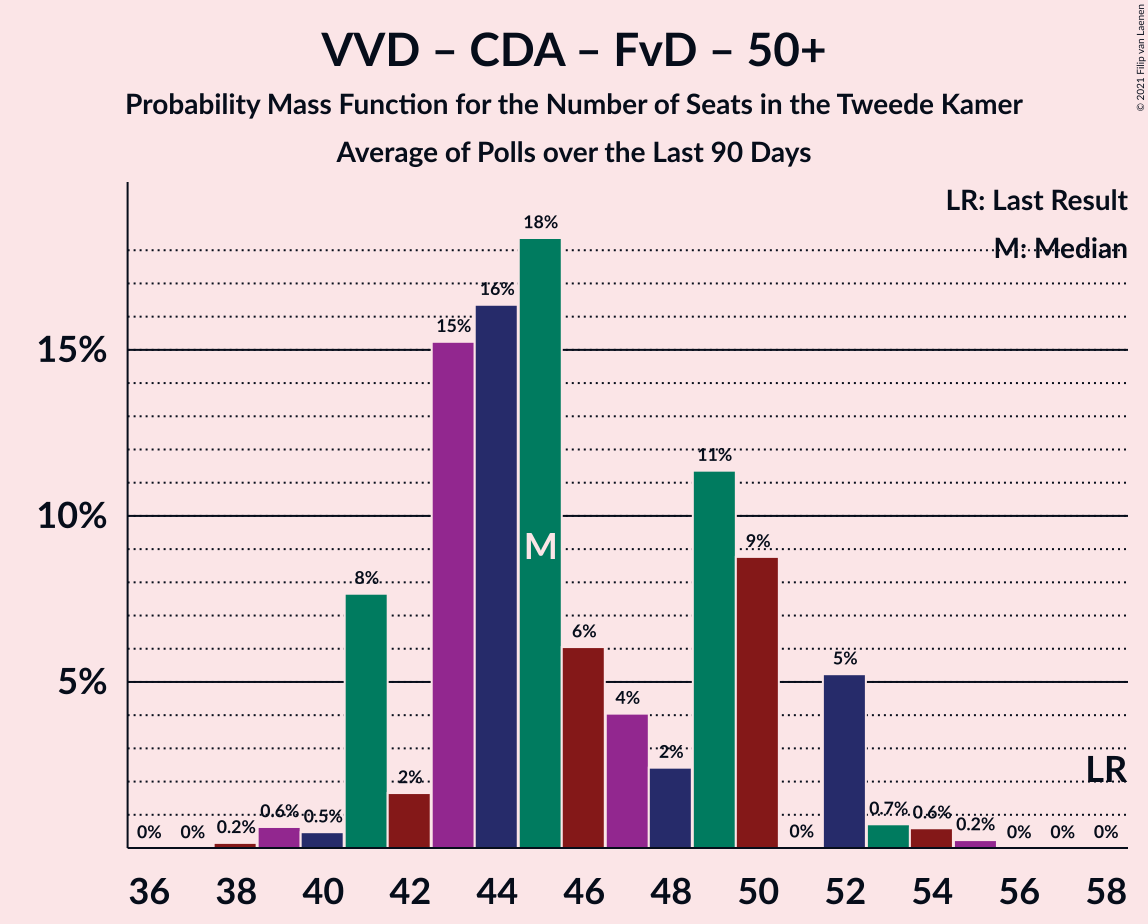 VVD – CDA – FvD – 50+
Probability Mass Function for the Number of Seats in the Tweede Kamer
Average of Polls over the Last 90 Days
© 2021 Filip van Laenen
LR: Last Result
M: Median
15%
10%
5%
0%
0%
0.2%
0.6%
0.5%
8%
2%
15%
16%
18%
6%
4%
2%
11%
9%
0%
5%
0.7%
0.6%
0.2%
0%
0%
0%
M
LR
36 38 40 42 44 46 48 50 52 54 56 58